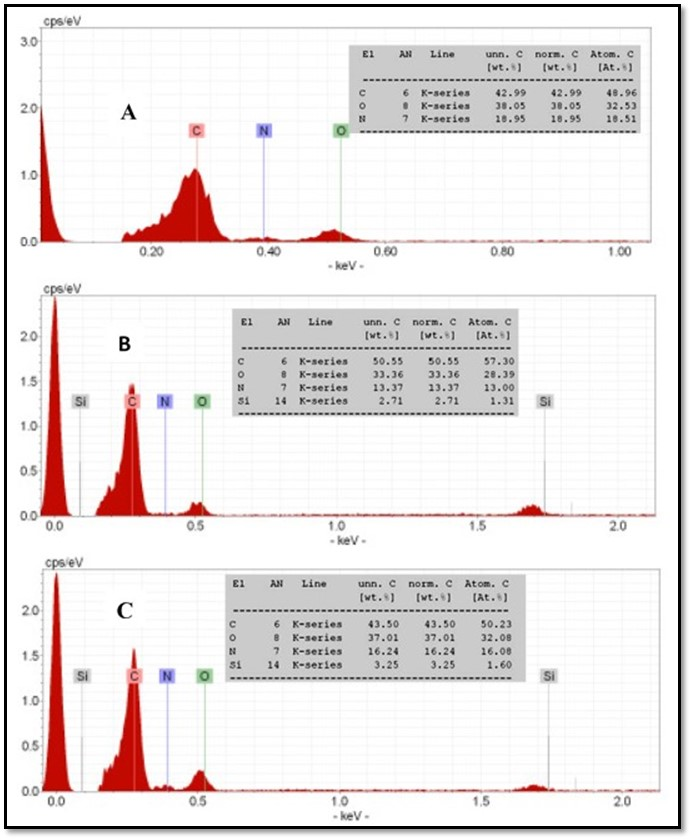 cps/eV
3.0
2.0
1.0
0.0
A
C N O
El AN Line unn. C norm. C Atom. C
[wt.%] [wt.%] [At.%]
C 6 K-series 42.99 42.99 48.96
O 8 K-series 38.05 38.05 32.53
N 7 K-series 18.95 18.95 18.51
0.20 0.40 0.60 0.80 1.00
- keV -
cps/eV
2.0
1.5
1.0
0.5
0.0
B
Si C N O Si
El AN Line unn. C norm. C Atom. C
[wt.%] [wt.%] [At.%]
C 6 K-series 50.55 50.55 57.30
O 8 K-series 33.36 33.36 28.39
N 7 K-series 13.37 13.37 13.00
Si 14 K-series 2.71 2.71 1.31
0.0 0.5 1.0 1.5 2.0
- keV -
cps/eV
2.0
1.5
1.0
0.5
0.0
C
Si C N O Si
El AN Line unn. C norm. C Atom. C
[wt.%] [wt.%] [At.%]
C 6 K-series 43.50 43.50 50.23
O 8 K-series 37.01 37.01 32.08
N 7 K-series 16.24 16.24 16.08
Si 14 K-series 3.25 3.25 1.60
0.0 0.5 1.0 1.5 2.0
- keV -